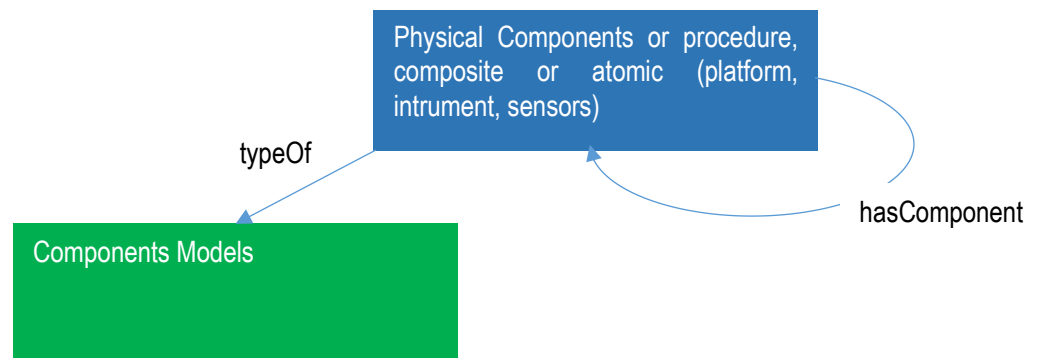 Physical Components or procedure,
composite or atomic (platform,
intrument, sensors)
typeOf
hasComponent
Components Models